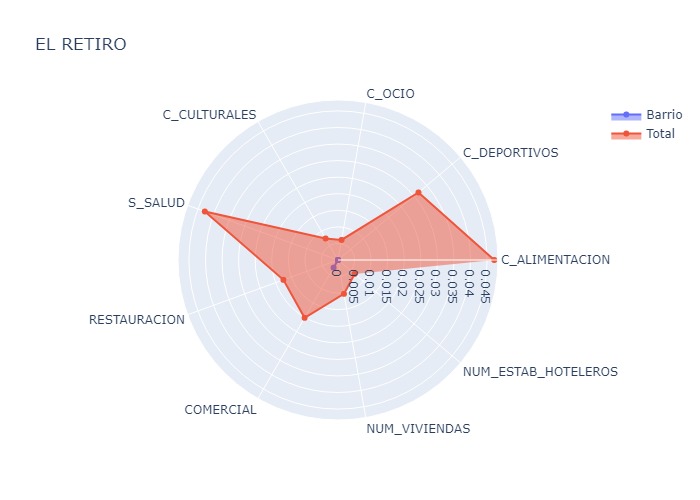 EL RETIRO
C_OCIO
C_CULTURALES
Barrio
Total
C_DEPORTIVOS
S_SALUD
C_ALIMENTACION
0
0.005
0.01
0.015
0.02
0.025
0.03
0.035
0.04
0.045
RESTAURACION
NUM_ESTAB_HOTELEROS
COMERCIAL
NUM_VIVIENDAS